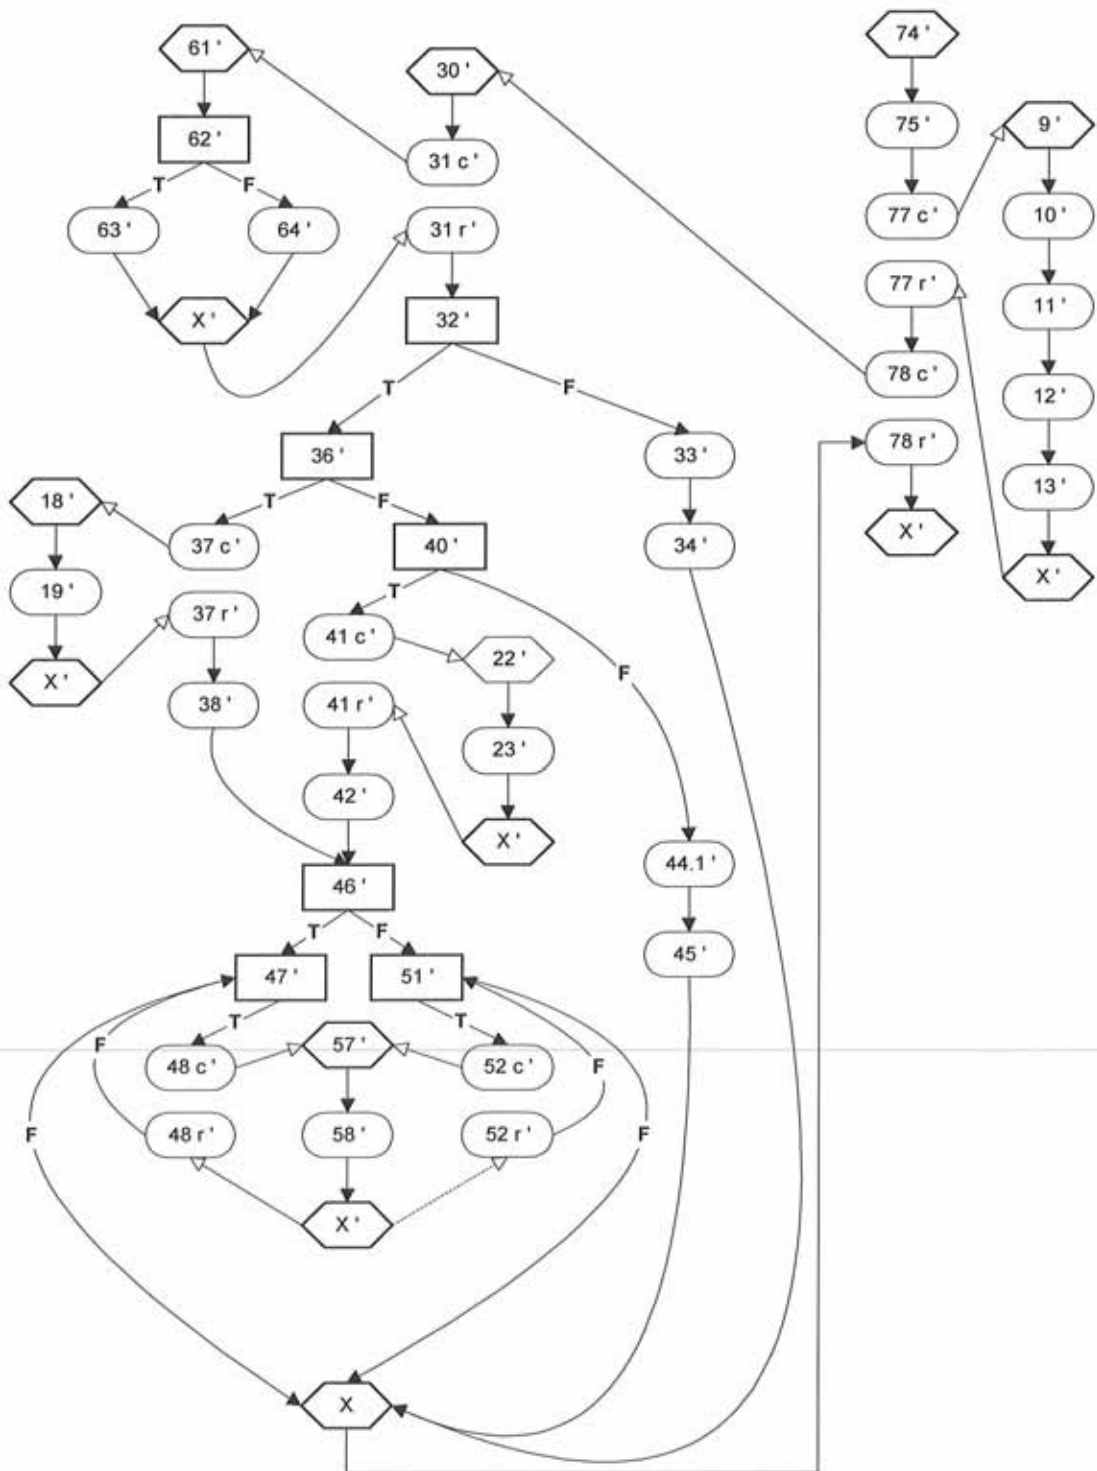 61 '
30 '
74 '
62 '
31 c '
75 '
9 '
T
F
63 '
64 '
31 r '
77 c '
10 '
X '
32 '
77 r '
11 '
T
F
78 c '
12 '
36 '
33 '
78 r '
13 '
18 '
T
F
37 c '
40 '
34 '
X '
X '
19 '
T
37 r '
41 c '
22 '
F
X '
38 '
41 r '
23 '
42 '
X '
44.1 '
46 '
T
F
45 '
47 '
51 '
T
T
F
48 c '
57 '
52 c '
F
F
48 r '
58 '
52 r '
F
X '
X